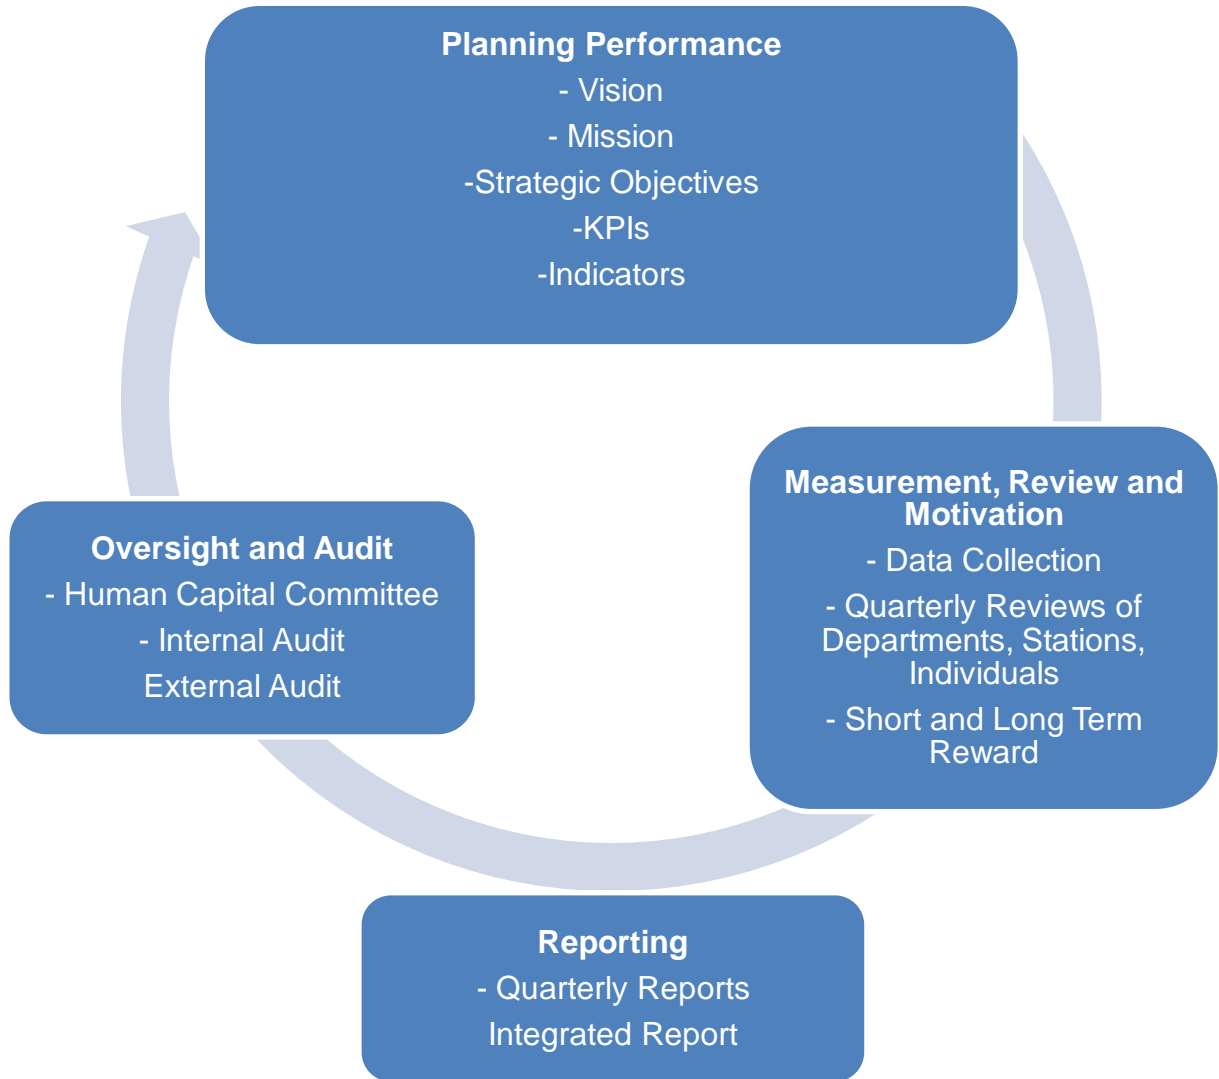 Planning Performance
- Vision
- Mission
-Strategic Objectives
-KPIs
-Indicators
Measurement, Review and
Motivation
- Data Collection
- Quarterly Reviews of
Departments, Stations,
Individuals
- Short and Long Term
Reward
Reporting
- Quarterly Reports
Integrated Report
Oversight and Audit
- Human Capital Committee
- Internal Audit
External Audit